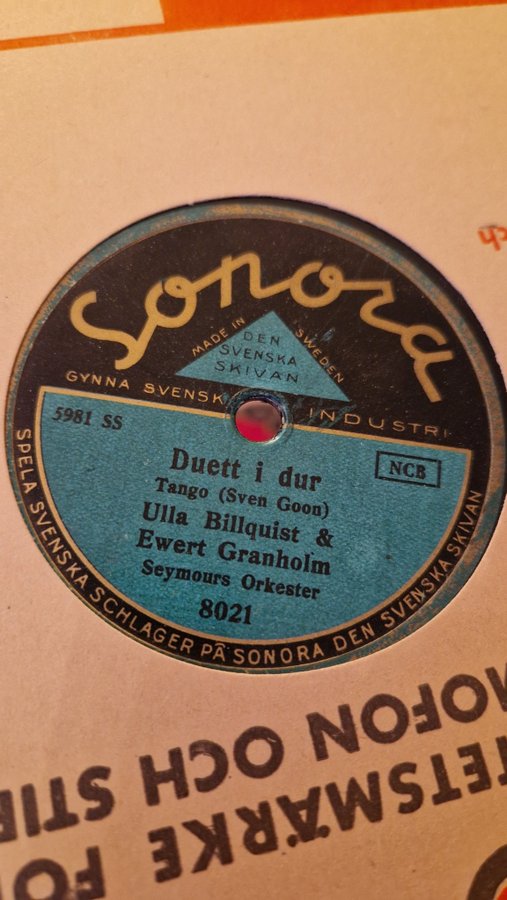 Sonora
MADE IN SWEDEN
DEN
SVENSKA
SKIVAN
GYNNA SVENSK INDUSTRI
5981 SS
NCB
Duett i dur
Tango (Sven Goon)
Ulla Billquist &
Ewert Granholm
Seymours Orkester
8021
SPELA SVENSKA SCHLAGER PÅ SONORA DEN SVENSKA SKIVAN
OCH